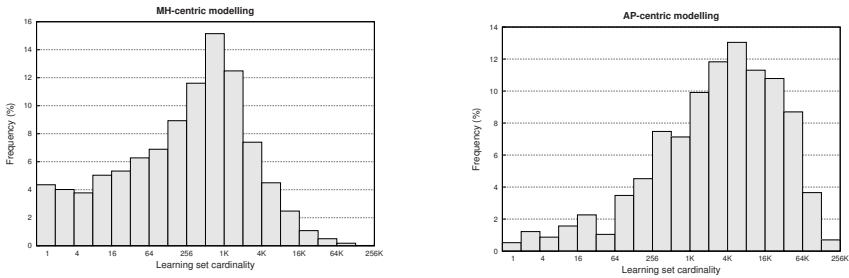 MH-centric modelling
16
14
12
10
8
6
4
2
0
Frequency (%)
1 4 16 64 256 1K 4K 16K 64K 256K
Learning set cardinality
AP-centric modelling
14
12
10
8
6
4
2
0
Frequency (%)
1 4 16 64 256 1K 4K 16K 64K 256K
Learning set cardinality